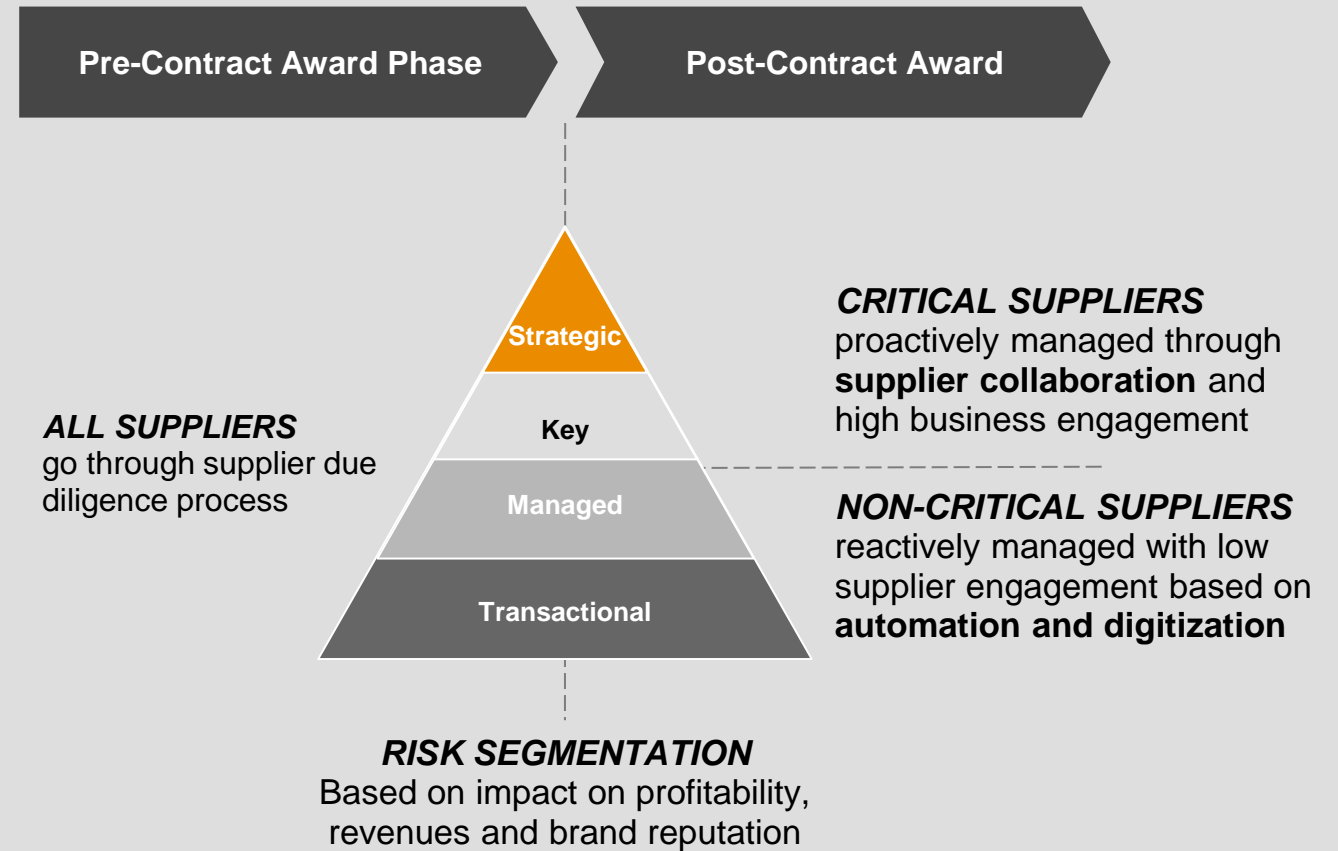 Pre-Contract Award Phase
Post-Contract Award
Strategic
Key
Managed
Transactional
ALL SUPPLIERS
go through supplier due
diligence process
CRITICAL SUPPLIERS
proactively managed through
supplier collaboration and
high business engagement
NON-CRITICAL SUPPLIERS
reactively managed with low
supplier engagement based on
automation and digitization
RISK SEGMENTATION
Based on impact on profitability,
revenues and brand reputation